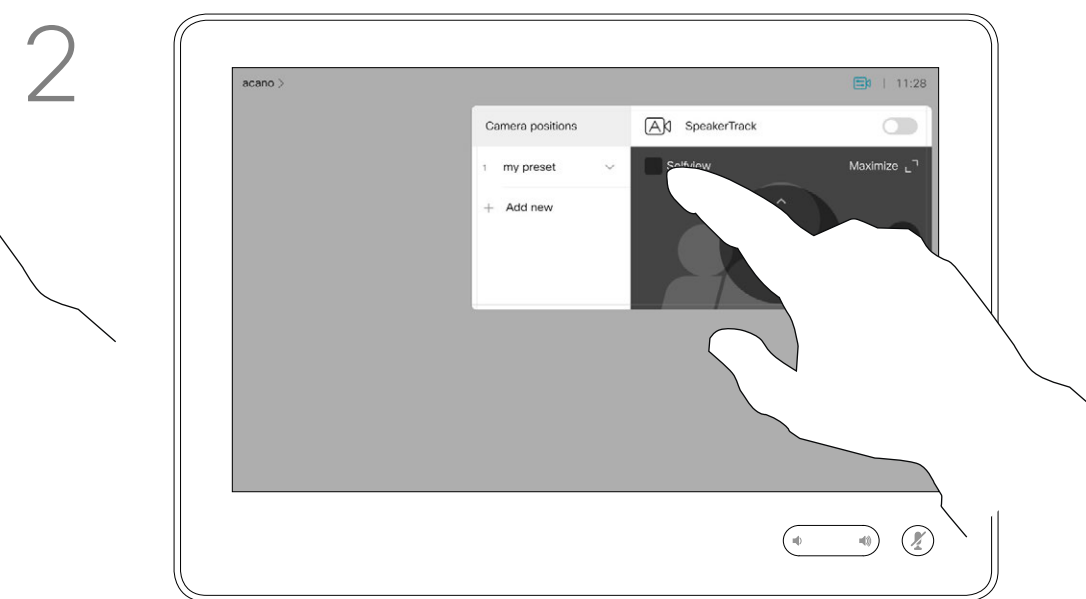 2
acano >
11:28
Camera positions
SpeakerTrack
1 my preset
Selfview
Maximize
+ Add new